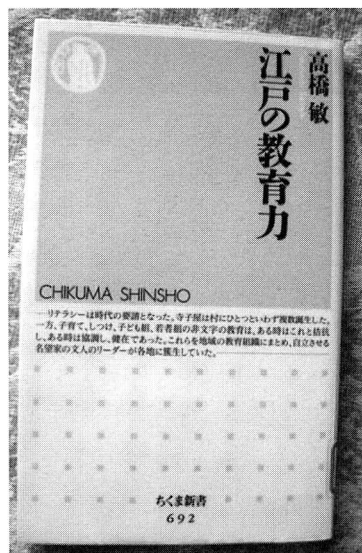 高橋 敏
江戸の教育力
CHIKUMA SHINSHO
―リテラシーは時代の要請となった。寺子屋は村にひとつといわず複数誕生した。
一方、子育て、しつけ、子ども組、若者組の非文字の教育は、ある時はこれと拮抗
し、ある時は協調し、健在であった。これらを地域の教育組織にまとめ、自立させる
名望家の文人のリーダーが各地に叢生していた。
ちくま新書
692